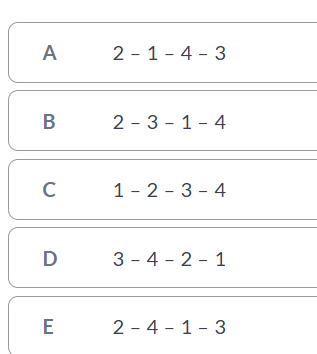 A 2 – 1 – 4 – 3
B 2 – 3 – 1 – 4
C 1 – 2 – 3 – 4
D 3 – 4 – 2 – 1
E 2 – 4 – 1 – 3